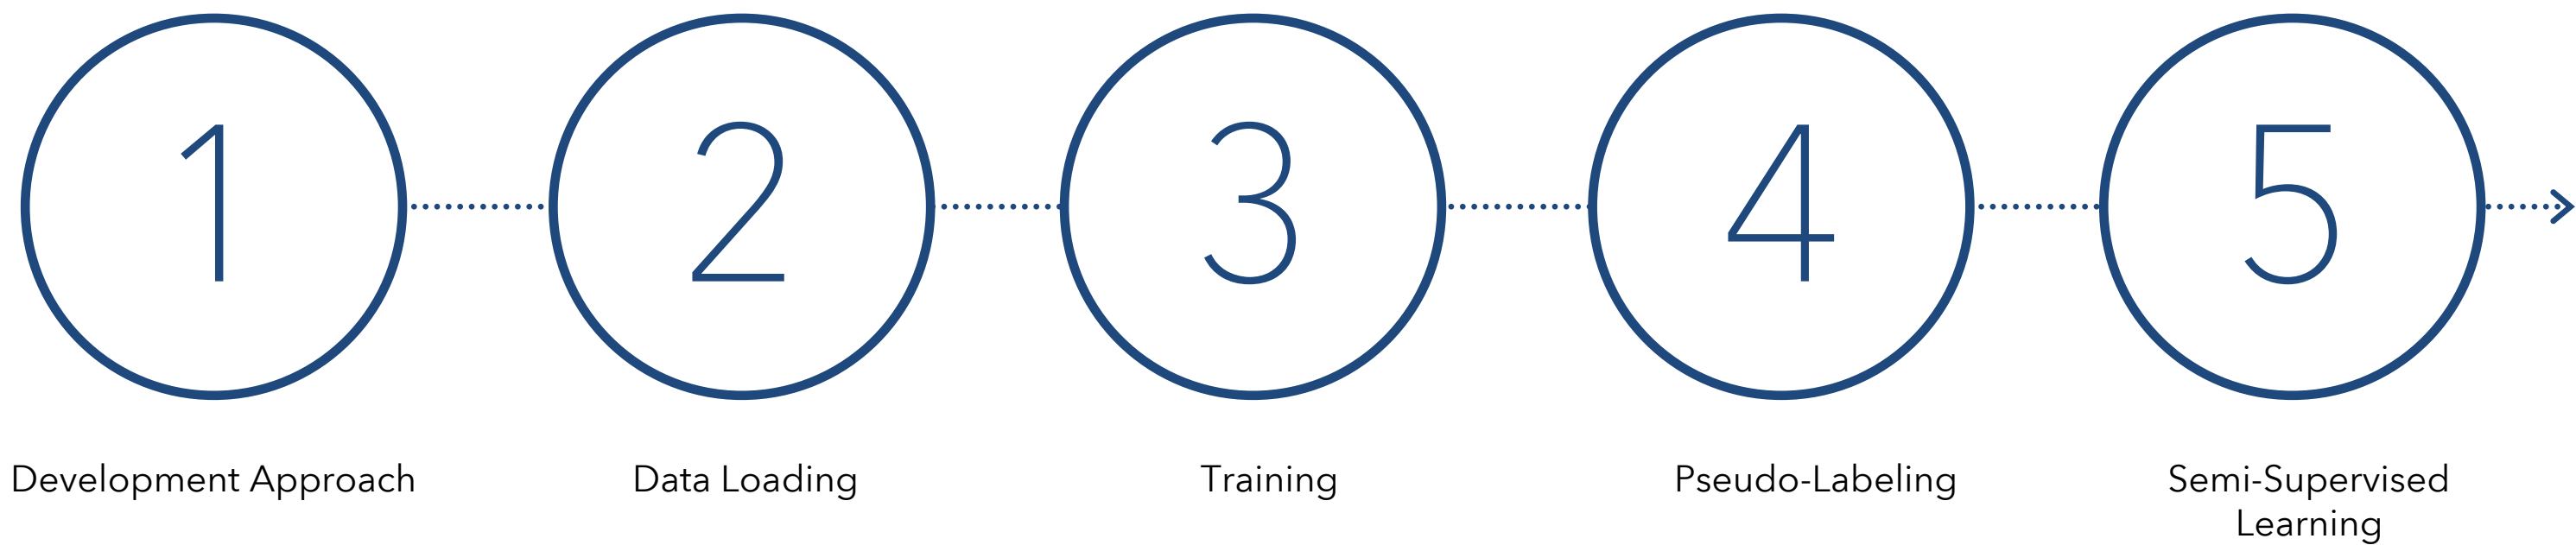 1
2
3
4
5
Development Approach
Data Loading
Training
Pseudo-Labeling
Semi-Supervised
Learning